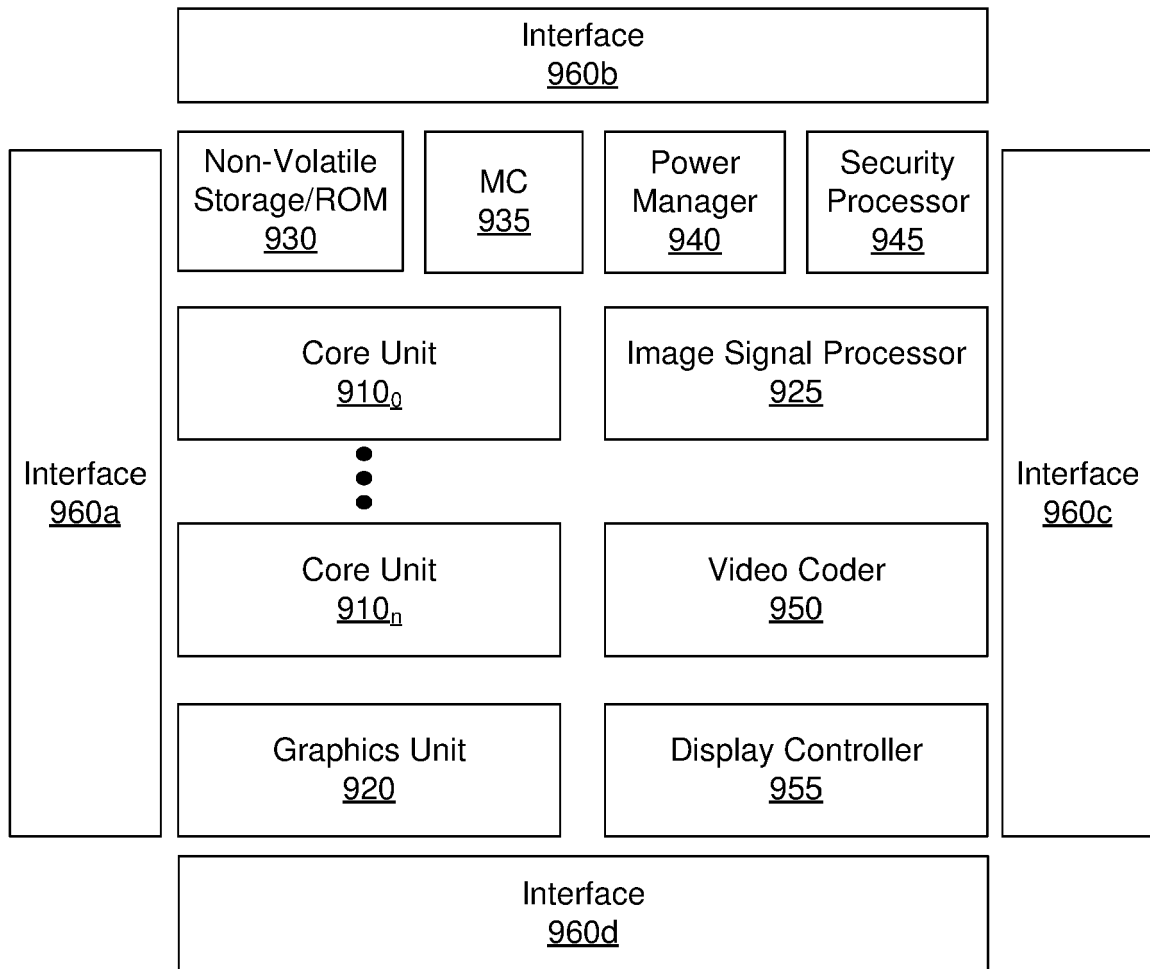 Interface
960b
Non-Volatile
Storage/ROM
930
MC
935
Power
Manager
940
Security
Processor
945
Interface
960a
Core Unit
910₀
Image Signal Processor
925
Interface
960c
Core Unit
910ₙ
Video Coder
950
Graphics Unit
920
Display Controller
955
Interface
960d